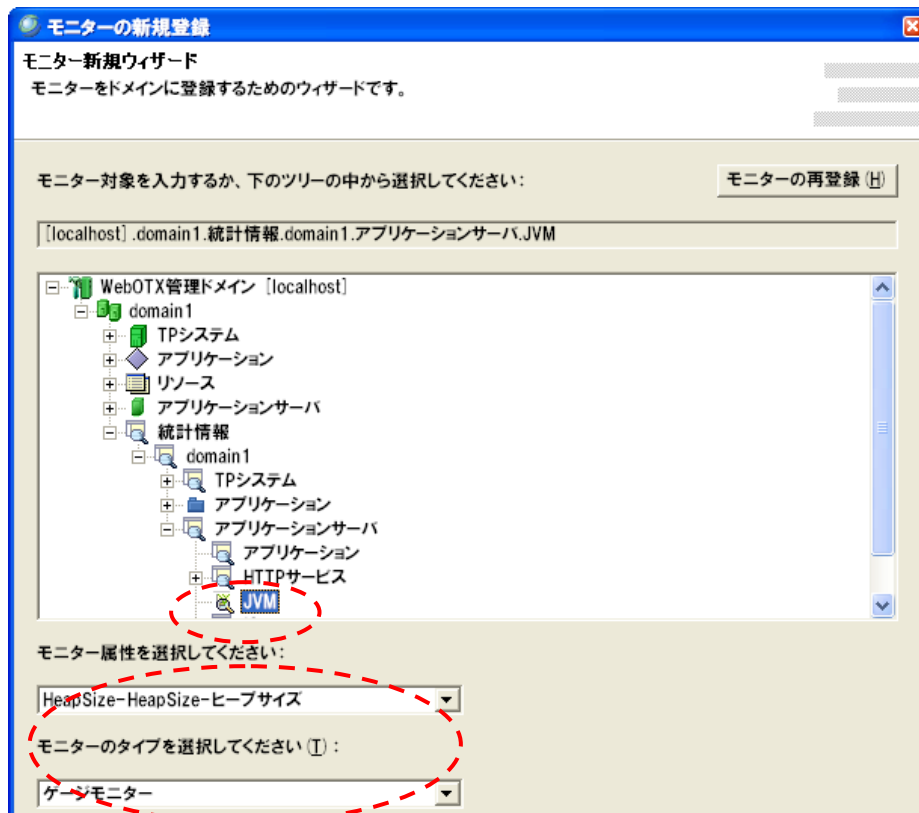 モニターの新規登録
モニター新規ウィザード
モニターをドメインに登録するためのウィザードです。
モニター対象を入力するか、下のツリーの中から選択してください:
モニターの再登録(H)
[localhost].domain1.統計情報.domain1.アプリケーションサーバ.JVM
WebOTX管理ドメイン [localhost]
domain1
TPシステム
アプリケーション
リソース
アプリケーションサーバ
統計情報
domain1
TPシステム
アプリケーション
アプリケーションサーバ
アプリケーション
HTTPサービス
JVM
モニター属性を選択してください:
HeapSize-HeapSize-ヒープサイズ
モニターのタイプを選択してください(T):
ゲージモニター